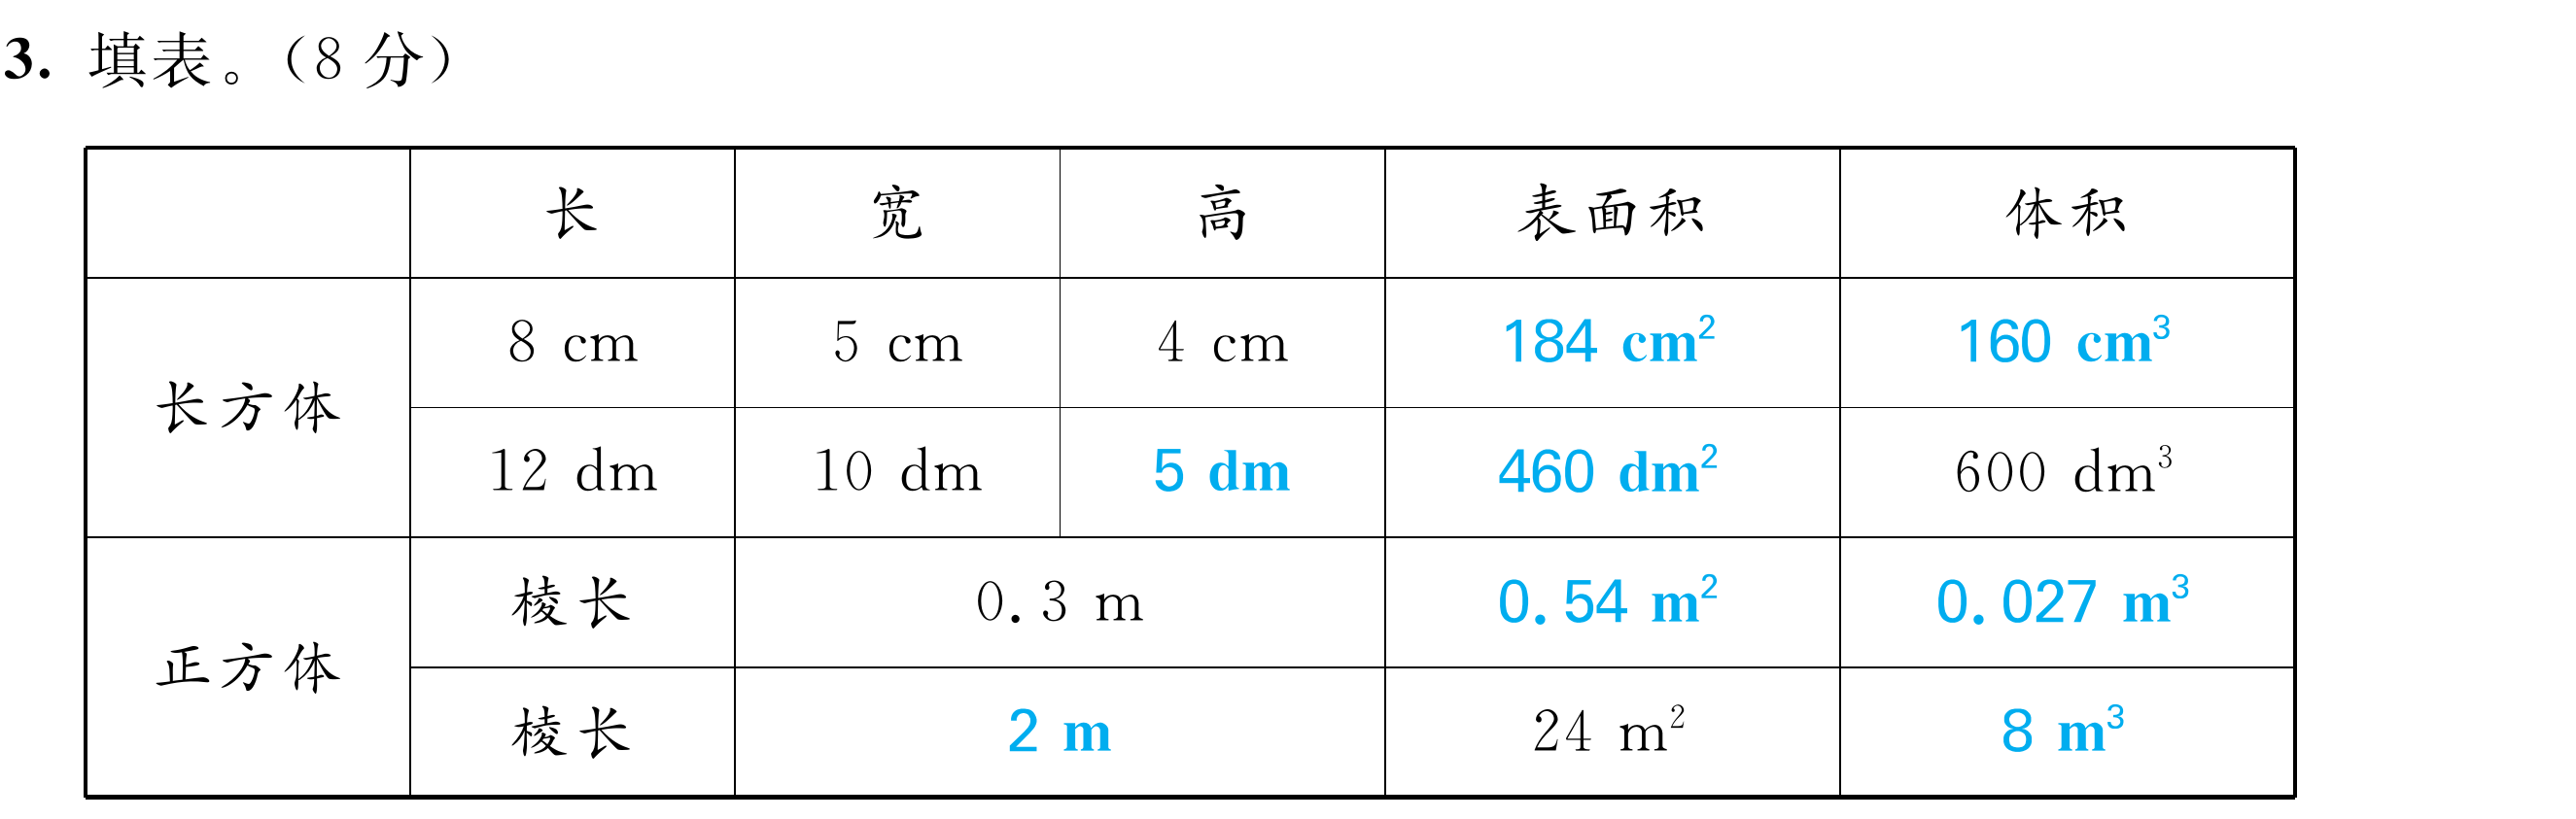 3. 填表。(8 分)
长 宽 高 表面积 体积
长方体 8 cm 5 cm 4 cm 184 cm² 160 cm³
12 dm 10 dm 5 dm 460 dm² 600 dm³
正方体 棱长 0.3 m 0.54 m² 0.027 m³
棱长 2 m 24 m² 8 m³